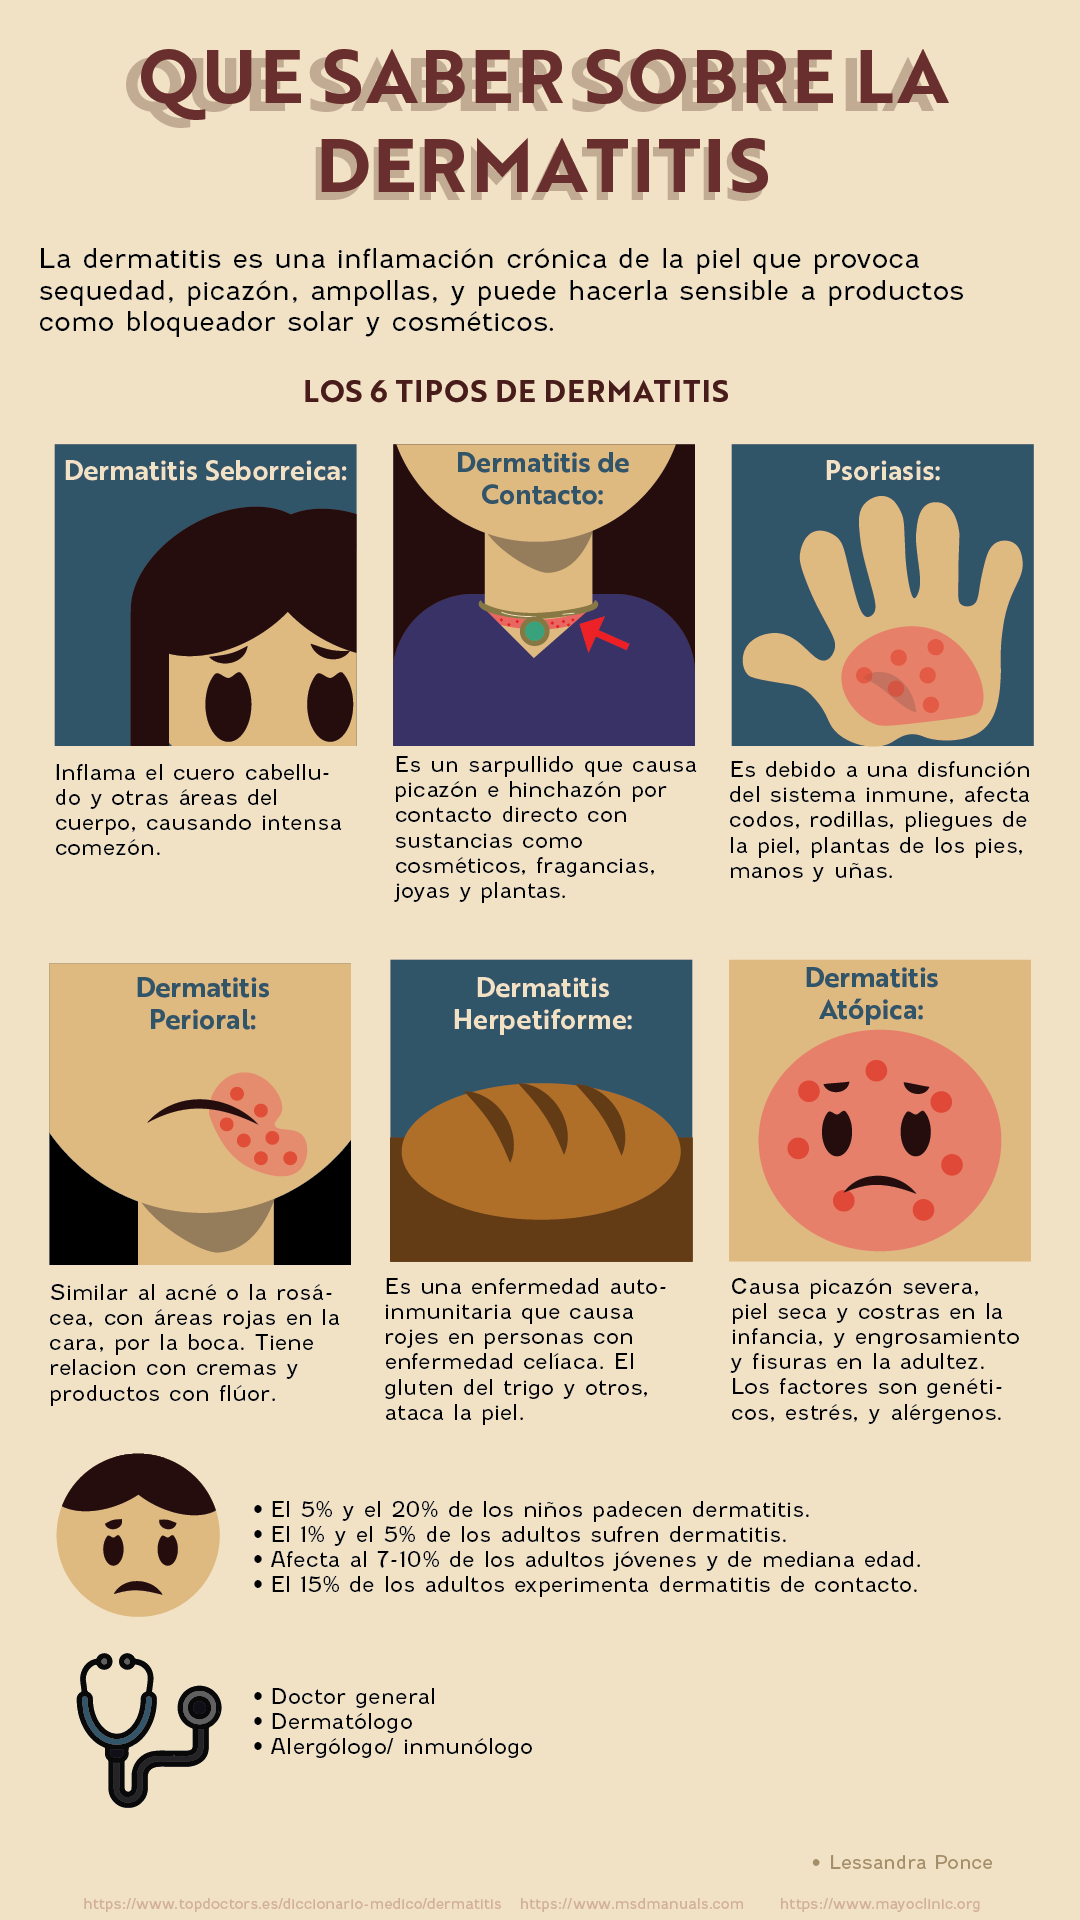 QUE SABER SOBRE LA
DERMATITIS
La dermatitis es una inflamación crónica de la piel que provoca
sequedad, picazón, ampollas, y puede hacerla sensible a productos
como bloqueador solar y cosméticos.
LOS 6 TIPOS DE DERMATITIS
Dermatitis Seborreica:
Inflama el cuero cabellu-
do y otras áreas del
cuerpo, causando intensa
comezón.
Dermatitis de
Contacto:
Es un sarpullido que causa
picazón e hinchazón por
contacto directo con
sustancias como
cosméticos, fragancias,
joyas y plantas.
Psoriasis:
Es debido a una disfunción
del sistema inmune, afecta
codos, rodillas, pliegues de
la piel, plantas de los pies,
manos y uñas.
Dermatitis
Perioral:
Similar al acné o la rosá-
cea, con áreas rojas en la
cara, por la boca. Tiene
relacion con cremas y
productos con flúor.
Dermatitis
Herpetiforme:
Es una enfermedad auto-
inmunitaria que causa
rojes en personas con
enfermedad celíaca. El
gluten del trigo y otros,
ataca la piel.
Dermatitis
Atópica:
Causa picazón severa,
piel seca y costras en la
infancia, y engrosamiento
y fisuras en la adultez.
Los factores son genéti-
cos, estrés, y alérgenos.
• El 5% y el 20% de los niños padecen dermatitis.
• El 1% y el 5% de los adultos sufren dermatitis.
• Afecta al 7-10% de los adultos jóvenes y de mediana edad.
• El 15% de los adultos experimenta dermatitis de contacto.
• Doctor general
• Dermatólogo
• Alergólogo/ inmunólogo
• Lessandra Ponce
https://www.topdoctors.es/diccionario-medico/dermatitis https://www.msdmanuals.com https://www.mayoclinic.org